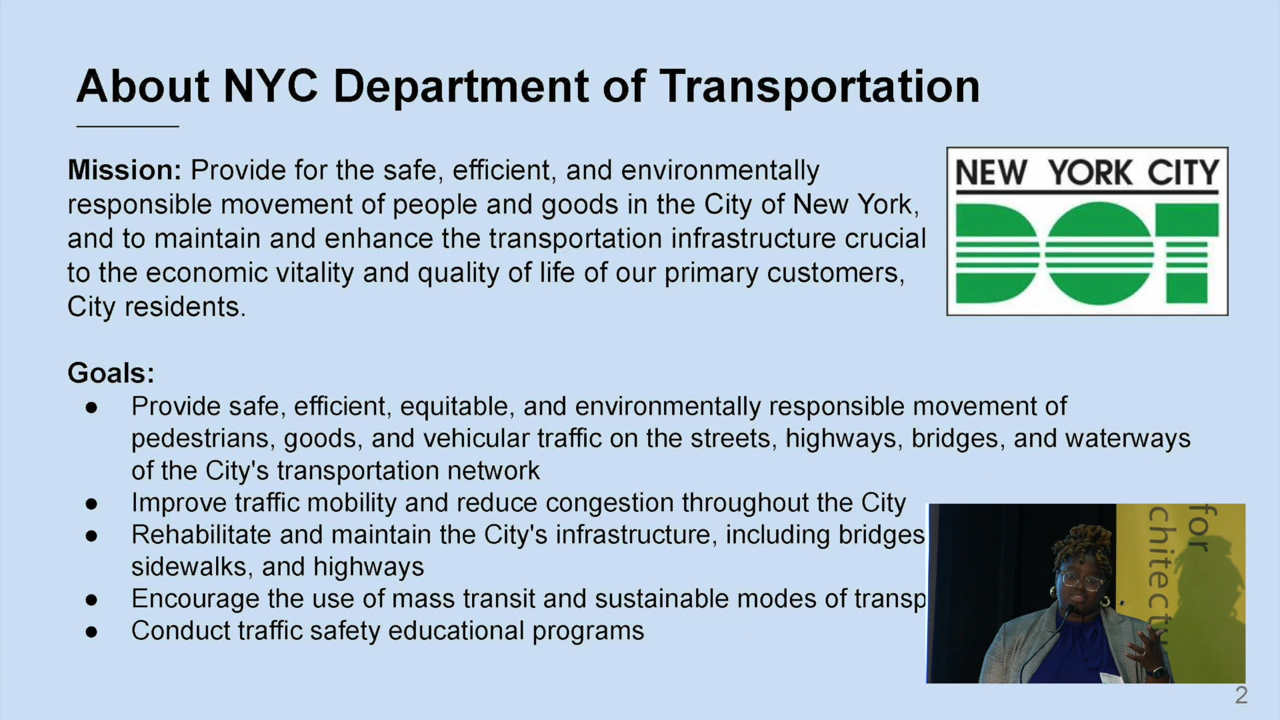 About NYC Department of Transportation
Mission: Provide for the safe, efficient, and environmentally
responsible movement of people and goods in the City of New York,
and to maintain and enhance the transportation infrastructure crucial
to the economic vitality and quality of life of our primary customers,
City residents.
NEW YORK CITY
DOT
Goals:
● Provide safe, efficient, equitable, and environmentally responsible movement of
pedestrians, goods, and vehicular traffic on the streets, highways, bridges, and waterways
of the City's transportation network
● Improve traffic mobility and reduce congestion throughout the City
● Rehabilitate and maintain the City's infrastructure, including bridges
sidewalks, and highways
● Encourage the use of mass transit and sustainable modes of transp
● Conduct traffic safety educational programs
for
chitectu
2